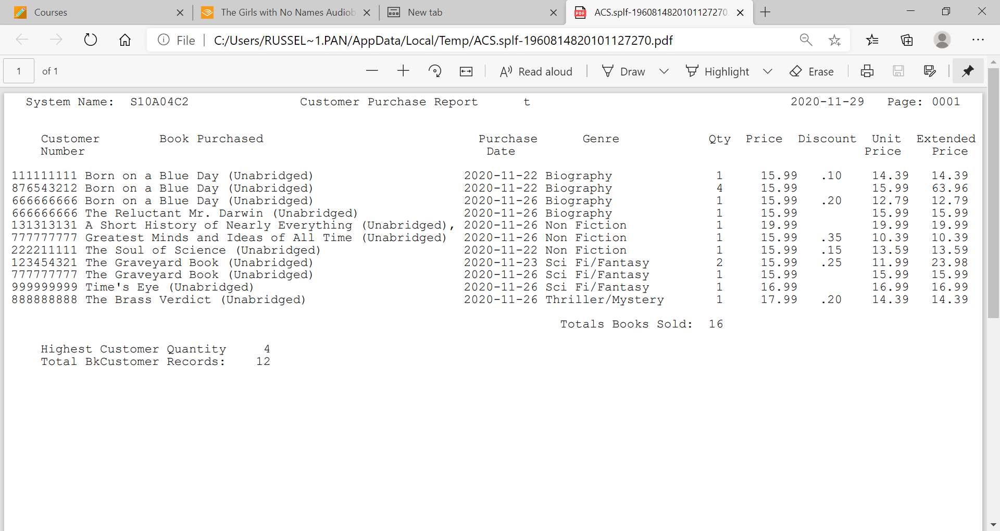 Courses
The Girls with No Names Audiob
New tab
ACS.splf-1960814820101127270.
File
C:/Users/RUSSEL~1.PAN/AppData/Local/Temp/ACS.splf-1960814820101127270.pdf
1 of 1 Read aloud Draw Highlight Erase
System Name: S10A04C2 Customer Purchase Report t 2020-11-29 Page: 0001
Customer Book Purchased Purchase Genre Qty Price Discount Unit Extended
Number Date Price Price
111111111 Born on a Blue Day (Unabridged) 2020-11-22 Biography 1 15.99 .10 14.39 14.39
876543212 Born on a Blue Day (Unabridged) 2020-11-22 Biography 4 15.99 15.99 63.96
666666666 Born on a Blue Day (Unabridged) 2020-11-26 Biography 1 15.99 .20 12.79 12.79
666666666 The Reluctant Mr. Darwin (Unabridged) 2020-11-26 Biography 1 15.99 15.99 15.99
131313131 A Short History of Nearly Everything (Unabridged), 2020-11-26 Non Fiction 1 19.99 19.99 19.99
777777777 Greatest Minds and Ideas of All Time (Unabridged) 2020-11-26 Non Fiction 1 15.99 .35 10.39 10.39
222211111 The Soul of Science (Unabridged) 2020-11-22 Non Fiction 1 15.99 .15 13.59 13.59
123454321 The Graveyard Book (Unabridged) 2020-11-23 Sci Fi/Fantasy 2 15.99 .25 11.99 23.98
777777777 The Graveyard Book (Unabridged) 2020-11-26 Sci Fi/Fantasy 1 15.99 15.99 15.99
999999999 Time's Eye (Unabridged) 2020-11-26 Sci Fi/Fantasy 1 16.99 16.99 16.99
888888888 The Brass Verdict (Unabridged) 2020-11-26 Thriller/Mystery 1 17.99 .20 14.39 14.39
Totals Books Sold: 16
Highest Customer Quantity 4
Total BkCustomer Records: 12